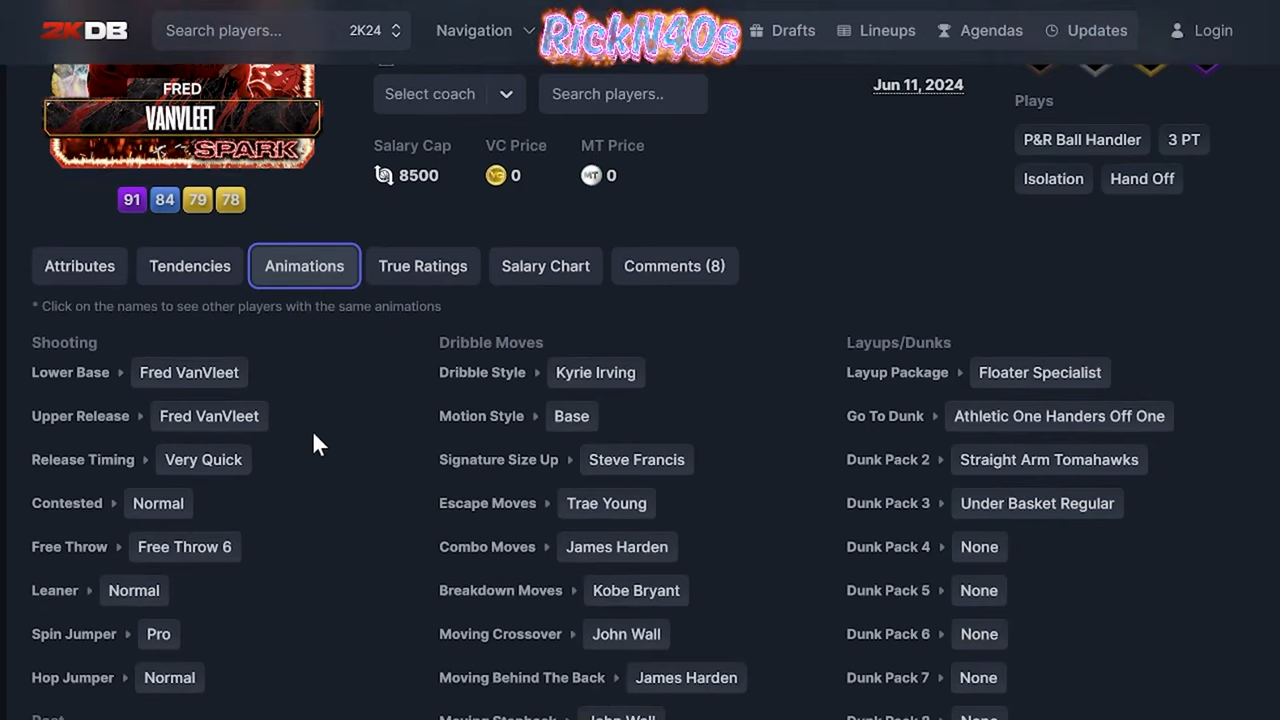 2KDB
Search players...
2K24
Navigation
RickN40s
Drafts
Lineups
Agendas
Updates
Login
FRED
VANVLEET
SPARK
91 84 79 78
Select coach
Search players..
Jun 11, 2024
Salary Cap
8500
VC Price
VC 0
MT Price
MT 0
Plays
P&R Ball Handler
3 PT
Isolation
Hand Off
Attributes
Tendencies
Animations
True Ratings
Salary Chart
Comments (8)
* Click on the names to see other players with the same animations
Shooting
Lower Base Fred VanVleet
Upper Release Fred VanVleet
Release Timing Very Quick
Contested Normal
Free Throw Free Throw 6
Leaner Normal
Spin Jumper Pro
Hop Jumper Normal
Dribble Moves
Dribble Style Kyrie Irving
Motion Style Base
Signature Size Up Steve Francis
Escape Moves Trae Young
Combo Moves James Harden
Breakdown Moves Kobe Bryant
Moving Crossover John Wall
Moving Behind The Back James Harden
Moving Stepback John Wall
Layups/Dunks
Layup Package Floater Specialist
Go To Dunk Athletic One Handers Off One
Dunk Pack 2 Straight Arm Tomahawks
Dunk Pack 3 Under Basket Regular
Dunk Pack 4 None
Dunk Pack 5 None
Dunk Pack 6 None
Dunk Pack 7 None